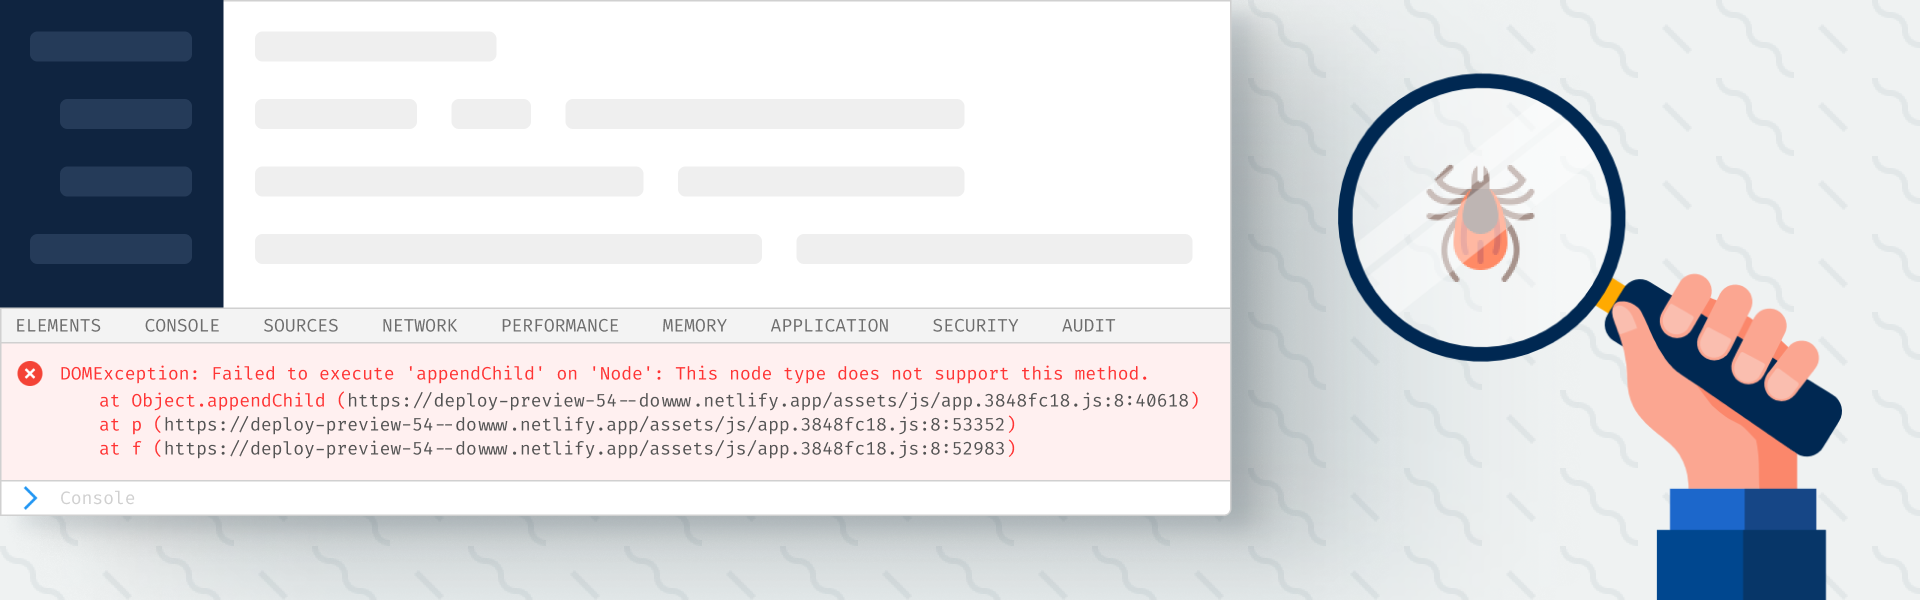 ELEMENTS CONSOLE SOURCES NETWORK PERFORMANCE MEMORY APPLICATION SECURITY AUDIT
DOMException: Failed to execute 'appendChild' on 'Node': This node type does not support this method.
at Object.appendChild (https://deploy-preview-54--dowww.netlify.app/assets/js/app.3848fc18.js:8:40618)
at p (https://deploy-preview-54--dowww.netlify.app/assets/js/app.3848fc18.js:8:53352)
at f (https://deploy-preview-54--dowww.netlify.app/assets/js/app.3848fc18.js:8:52983)
Console